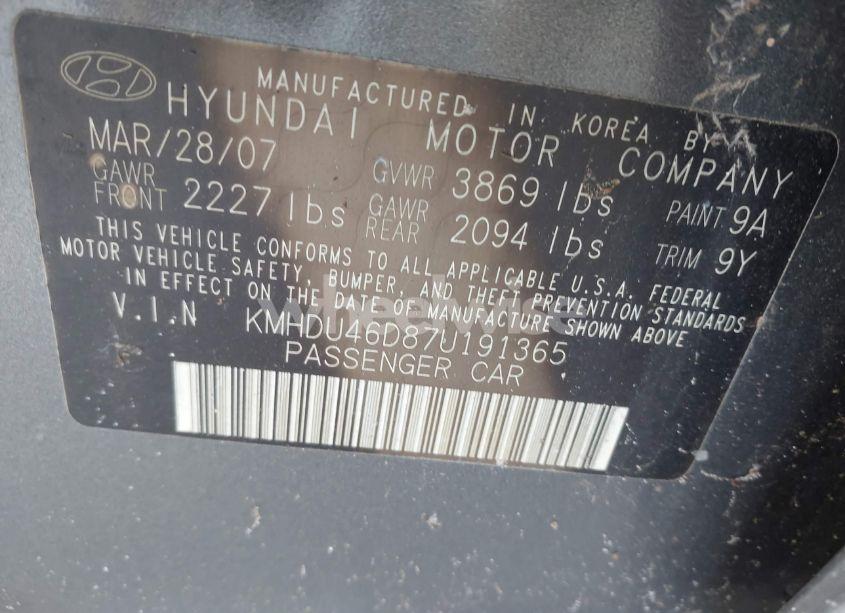 MANUFACTURED IN KOREA BY
HYUNDAI MOTOR COMPANY
MAR/28/07 GVWR 3869 lbs PAINT 9A
GAWR FRONT 2227 lbs GAWR REAR 2094 lbs TRIM 9Y
THIS VEHICLE CONFORMS TO ALL APPLICABLE U.S.A. FEDERAL
MOTOR VEHICLE SAFETY, BUMPER, AND THEFT PREVENTION STANDARDS
IN EFFECT ON THE DATE OF MANUFACTURE SHOWN ABOVE
V.I.N KMHDU46D87U191365
PASSENGER CAR